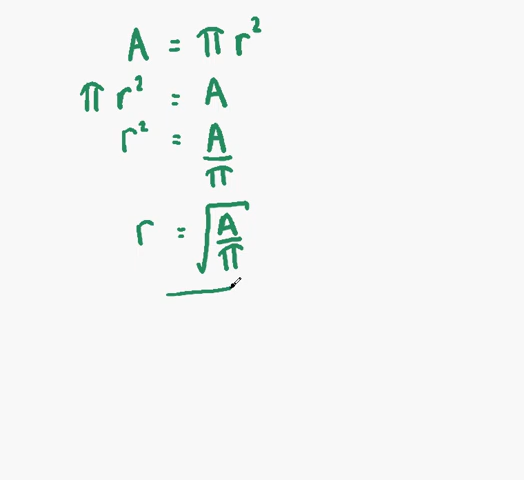 A = π r²
π r² = A
r² = A/π
r = √(A/π)